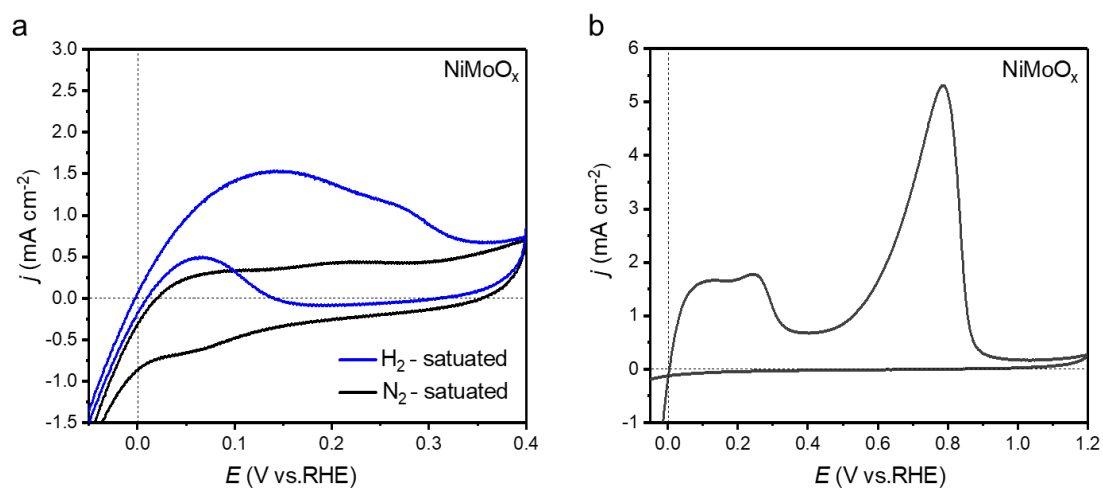 a
3.0
2.5
2.0
1.5
1.0
0.5
0.0
-0.5
-1.0
-1.5
j (mA cm⁻²)
NiMoOₓ
H₂ - satuated
N₂ - satuated
0.0 0.1 0.2 0.3 0.4
E (V vs.RHE)
b
6
5
4
3
2
1
0
-1
j (mA cm⁻²)
NiMoOₓ
0.0 0.2 0.4 0.6 0.8 1.0 1.2
E (V vs.RHE)